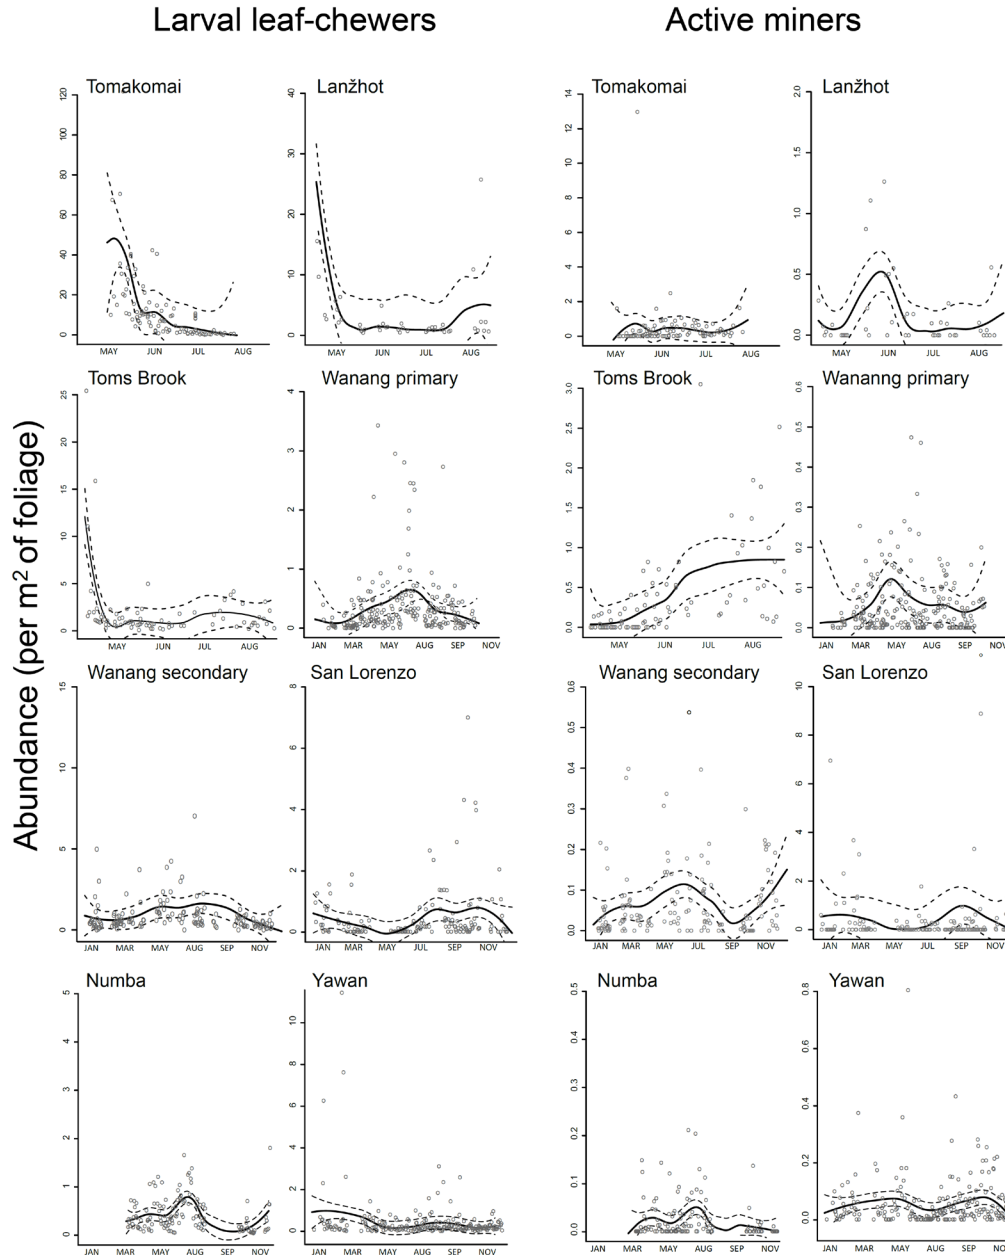 Larval leaf-chewers Active miners
Abundance (per m2 of foliage)
Tomakomai Lanžhot Tomakomai Lanžhot
120 100 80 60 40 20 0
40 30 20 10 0
14 12 10 8 6 4 2 0
2.0 1.5 1.0 0.5 0.0
MAY JUN JUL AUG
MAY JUN JUL AUG
MAY JUN JUL AUG
MAY JUN JUL AUG
Toms Brook Wanang primary Toms Brook Wananng primary
25 20 15 10 5 0
4 3 2 1 0
3.0 2.5 2.0 1.5 1.0 0.5 0.0
0.6 0.5 0.4 0.3 0.2 0.1 0.0
MAY JUN JUL AUG
JAN MAR MAY AUG SEP NOV
MAY JUN JUL AUG
JAN MAR MAY AUG SEP NOV
Wanang secondary San Lorenzo Wanang secondary San Lorenzo
15 10 5 0
8 6 4 2 0
0.6 0.5 0.4 0.3 0.2 0.1 0.0
10 8 6 4 2 0
JAN MAR MAY AUG SEP NOV
JAN MAR MAY JUL SEP NOV
JAN MAR MAY JUL SEP NOV
JAN MAR MAY JUL SEP NOV
Numba Yawan Numba Yawan
5 4 3 2 1 0
10 8 6 4 2 0
0.5 0.4 0.3 0.2 0.1 0.0
0.8 0.6 0.4 0.2 0.0
JAN MAR MAY AUG SEP NOV
JAN MAR MAY AUG SEP NOV
JAN MAR MAY AUG SEP NOV
JAN MAR MAY AUG SEP NOV